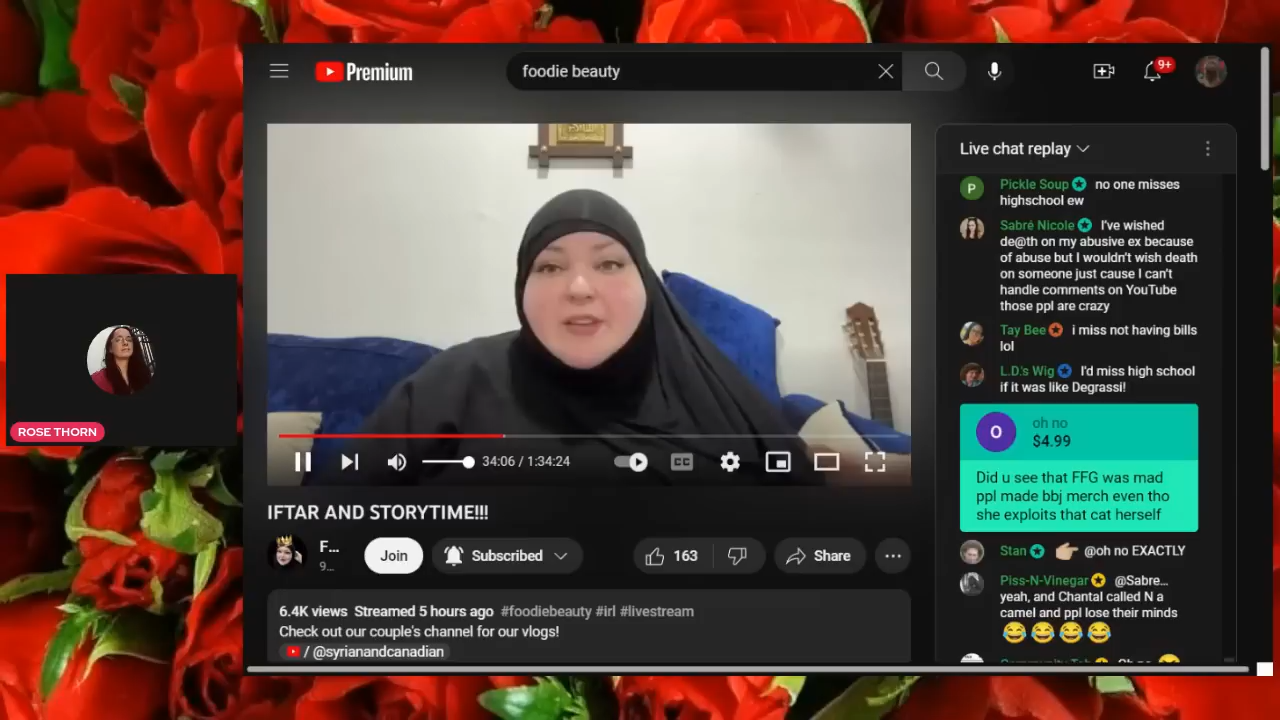 Premium
foodie beauty
9+
Live chat replay
P
Pickle Soup no one misses
highschool ew
Sabré Nicole I've wished
de@th on my abusive ex because
of abuse but I wouldn't wish death
on someone just cause I can't
handle comments on YouTube
those ppl are crazy
Tay Bee i miss not having bills
lol
L.D.'s Wig I'd miss high school
if it was like Degrassi!
O
oh no
$4.99
Did u see that FFG was mad
ppl made bbj merch even tho
she exploits that cat herself
Stan @oh no EXACTLY
Piss-N-Vinegar @Sabre...
yeah, and Chantal called N a
camel and ppl lose their minds
ROSE THORN
34:06 / 1:34:24
CC
IFTAR AND STORYTIME!!!
F...
9...
Join
Subscribed
163
Share
6.4K views Streamed 5 hours ago #foodiebeauty #irl #livestream
Check out our couple's channel for our vlogs!
/ @syrianandcanadian